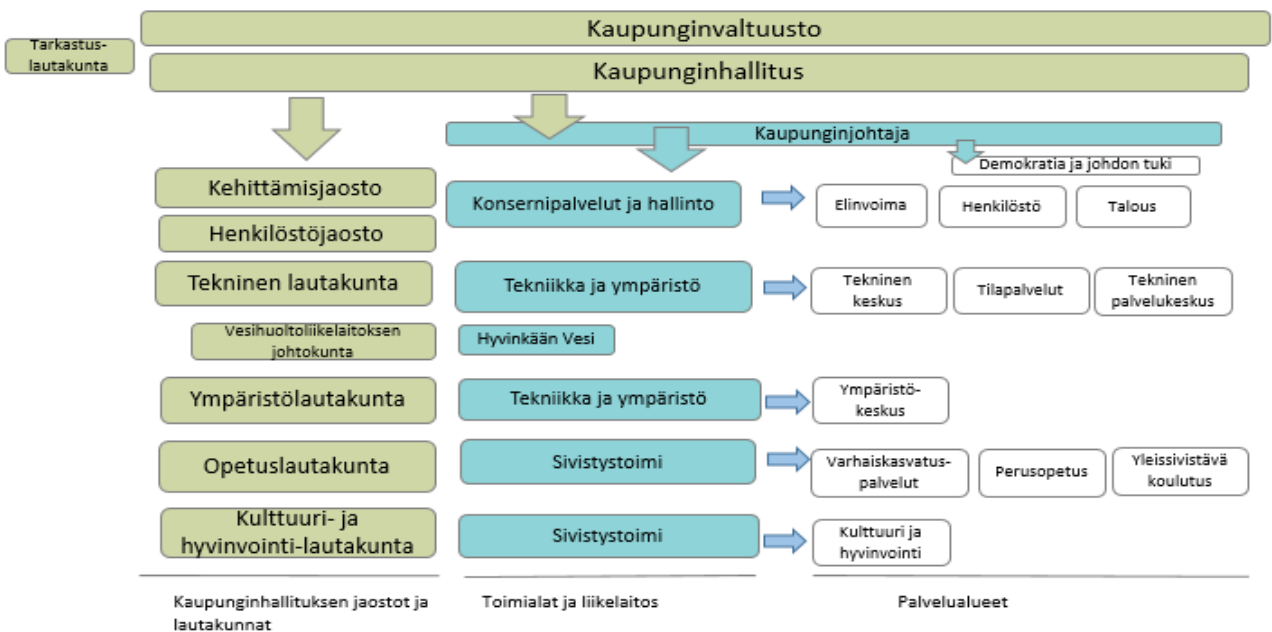 Kaupunginvaltuusto
Tarkastus-
lautakunta
Kaupunginhallitus
Kaupunginjohtaja
Demokratia ja johdon tuki
Kehittämisjaosto
Konsernipalvelut ja hallinto
Elinvoima
Henkilöstö
Talous
Henkilöstöjaosto
Tekninen lautakunta
Tekniikka ja ympäristö
Tekninen
keskus
Tilapalvelut
Tekninen
palvelukeskus
Vesihuoltoliikelaitoksen
johtokunta
Hyvinkään Vesi
Ympäristölautakunta
Tekniikka ja ympäristö
Ympäristö-
keskus
Opetuslautakunta
Sivistystoimi
Varhaiskasvatus-
palvelut
Perusopetus
Yleissivistävä
koulutus
Kulttuuri- ja
hyvinvointi-lautakunta
Sivistystoimi
Kulttuuri ja
hyvinvointi
Kaupunginhallituksen jaostot ja
lautakunnat
Toimialat ja liikelaitos
Palvelualueet